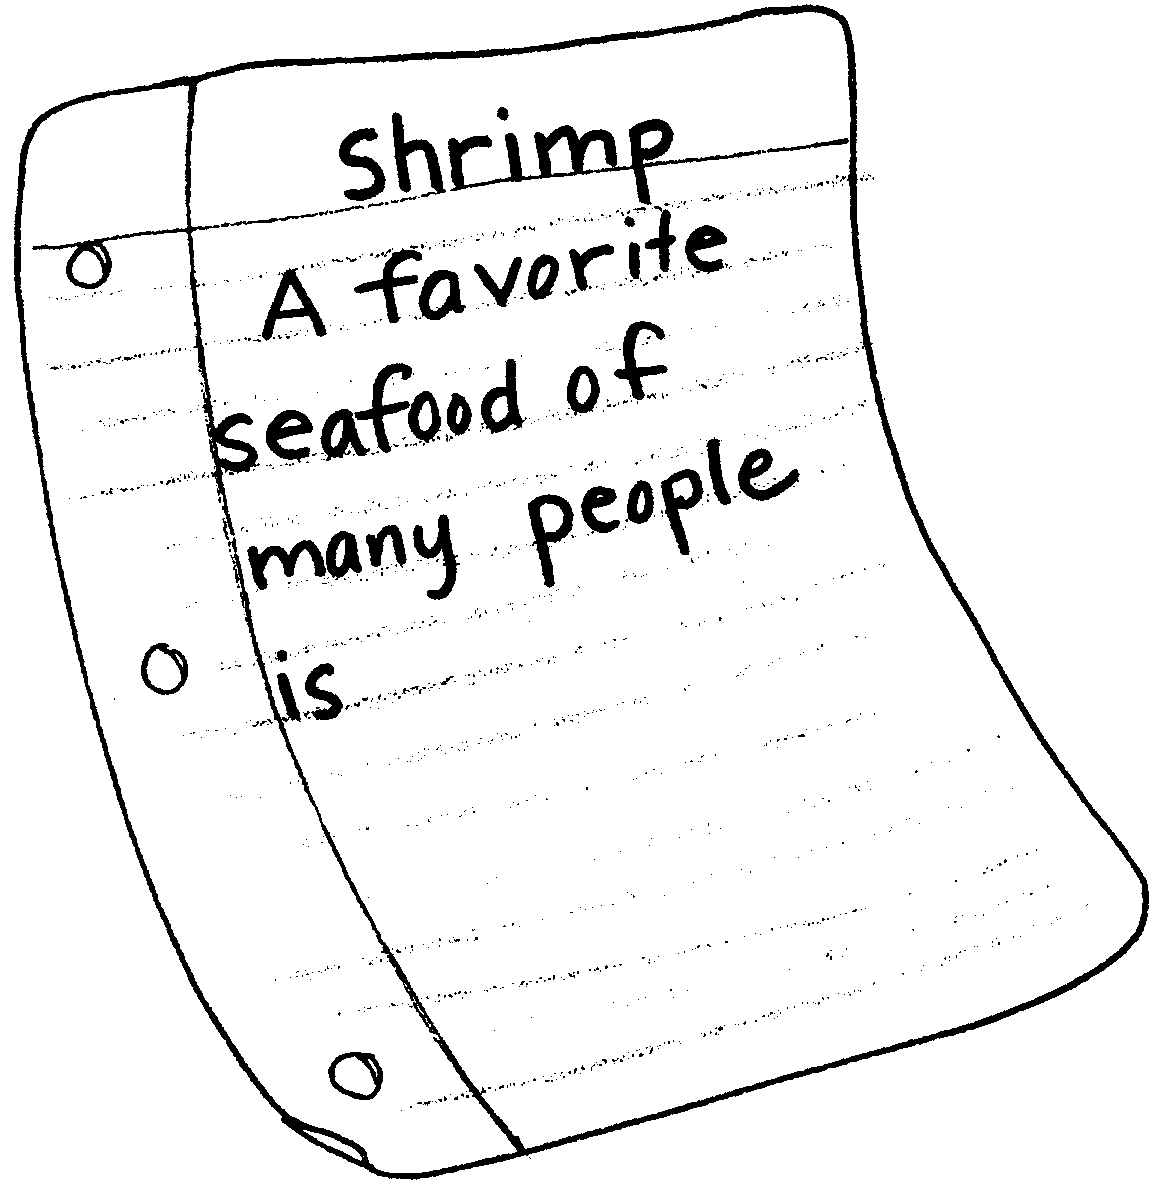 Shrimp
A favorite
seafood of
many people
is